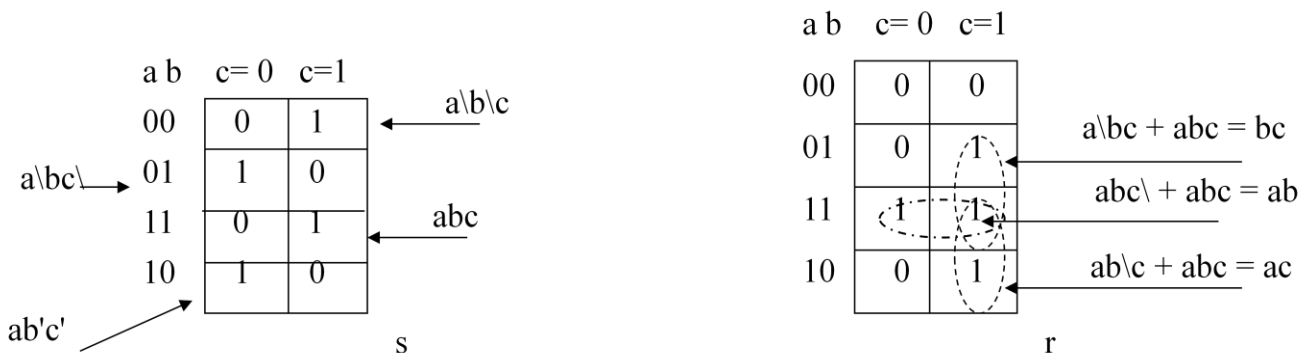 a b c= 0 c=1
00 0 1 a\b\c
a\bc\ 01 1 0
11 0 1 abc
10 1 0
ab'c'
s
a b c= 0 c=1
00 0 0
01 0 1 a\bc + abc = bc
11 1 1 abc\ + abc = ab
10 0 1 ab\c + abc = ac
r